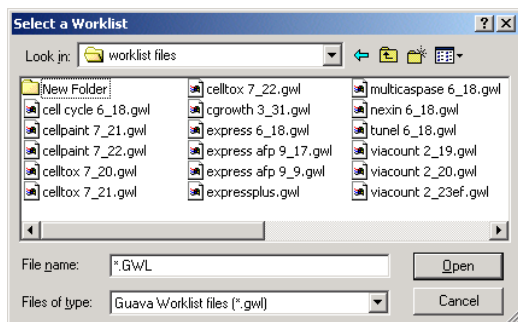 Select a Worklist
Look in: worklist files
New Folder
cell cycle 6_18.gwl
cellpaint 7_21.gwl
cellpaint 7_22.gwl
celltox 7_20.gwl
celltox 7_21.gwl
celltox 7_22.gwl
cgrowth 3_31.gwl
express 6_18.gwl
express afp 9_17.gwl
express afp 9_9.gwl
expressplus.gwl
multicaspase 6_18.gwl
nexin 6_18.gwl
tunel 6_18.gwl
viacount 2_19.gwl
viacount 2_20.gwl
viacount 2_23ef.gwl
File name: *.GWL
Open
Files of type: Guava Worklist files (*.gwl)
Cancel